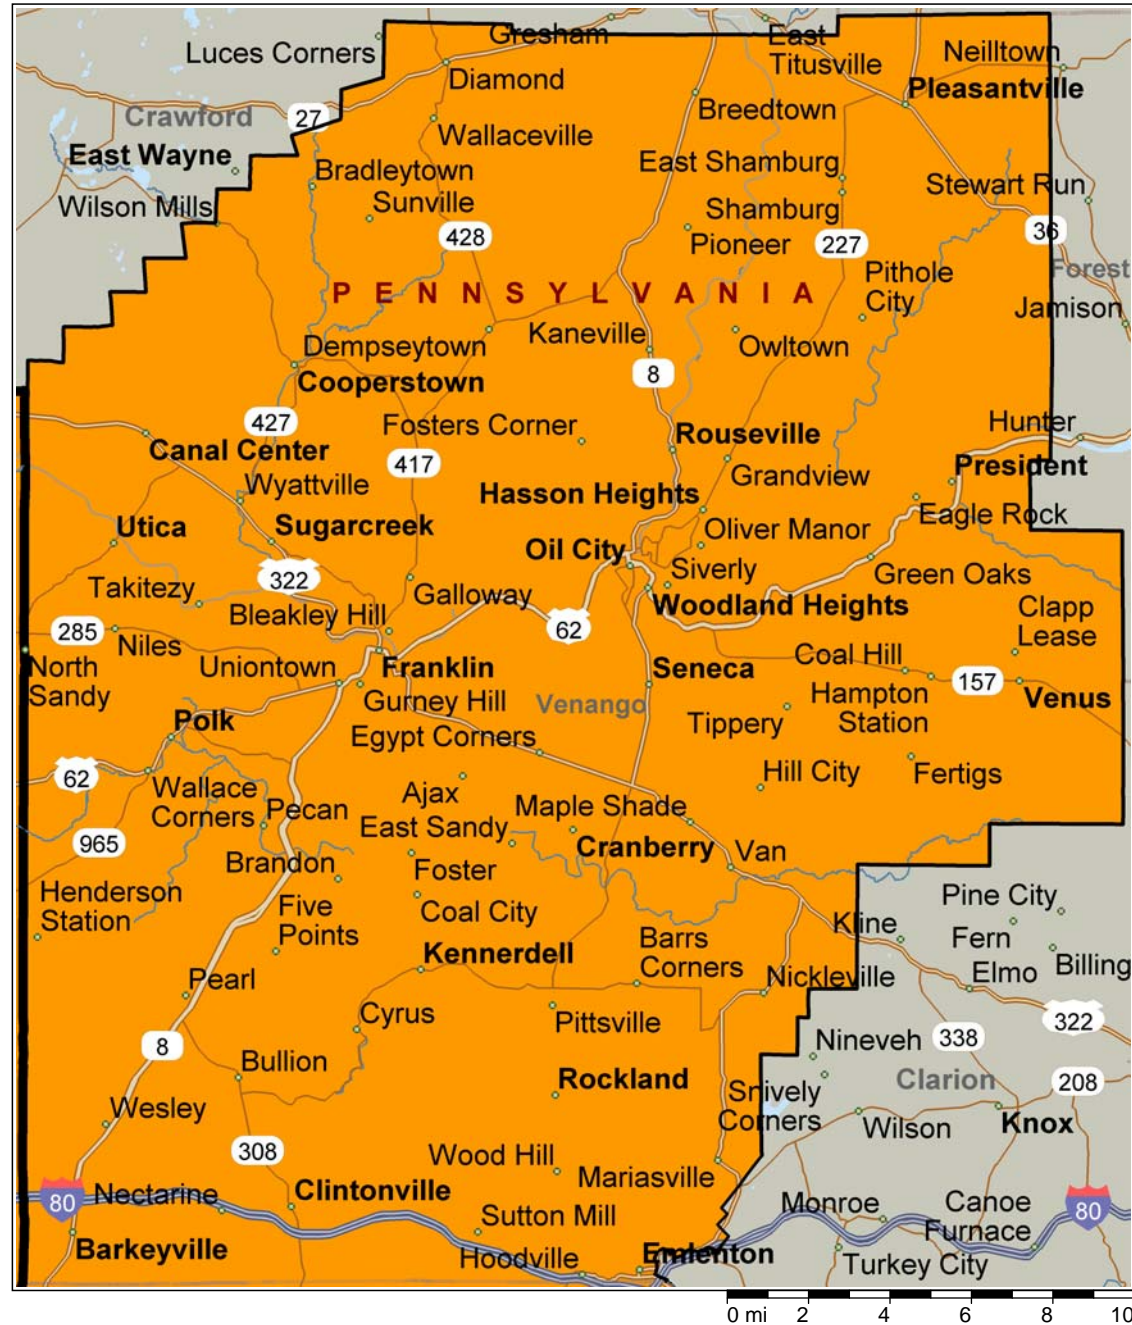 Gresham
East
Titusville
Luces Corners
Neilltown
Diamond
Pleasantville
Breedtown
Crawford
27
Wallaceville
East Wayne
Bradleytown
East Shamburg
Stewart Run
Sunville
Wilson Mills
Shamburg
428
Pioneer
227
36
Pithole
City
Forest
PENNSYLVANIA
Jamison
Kaneville
Dempseytown
Owltown
8
Cooperstown
427
Fosters Corner
Hunter
Rouseville
Canal Center
417
Grandview
President
Wyattville
Hasson Heights
Eagle Rock
Utica
Sugarcreek
Oliver Manor
Oil City
322
Siverly
Green Oaks
Takitezy
Galloway
Woodland Heights
Clapp
Lease
Bleakley Hill
62
285
Niles
Coal Hill
North
Sandy
Uniontown
Franklin
Seneca
157
Gurney Hill
Venango
Hampton
Station
Venus
Polk
Tippery
Egypt Corners
62
Hill City
Fertigs
Wallace
Corners
Ajax
Pecan
Maple Shade
East Sandy
965
Cranberry
Van
Brandon
Foster
Henderson
Station
Pine City
Five
Points
Coal City
Kline
Fern
Barrs
Corners
Kennerdell
Billing
Elmo
Pearl
Nickleville
Cyrus
Pittsville
322
8
Nineveh
338
Bullion
Rockland
Clarion
208
Snively
Corners
Wesley
Wilson
Knox
308
Wood Hill
Mariasville
80
Nectarine
Clintonville
Monroe
Canoe
Furnace
80
Sutton Mill
Barkeyville
Hoodville
Emlenton
Turkey City
0 mi 2 4 6 8 10